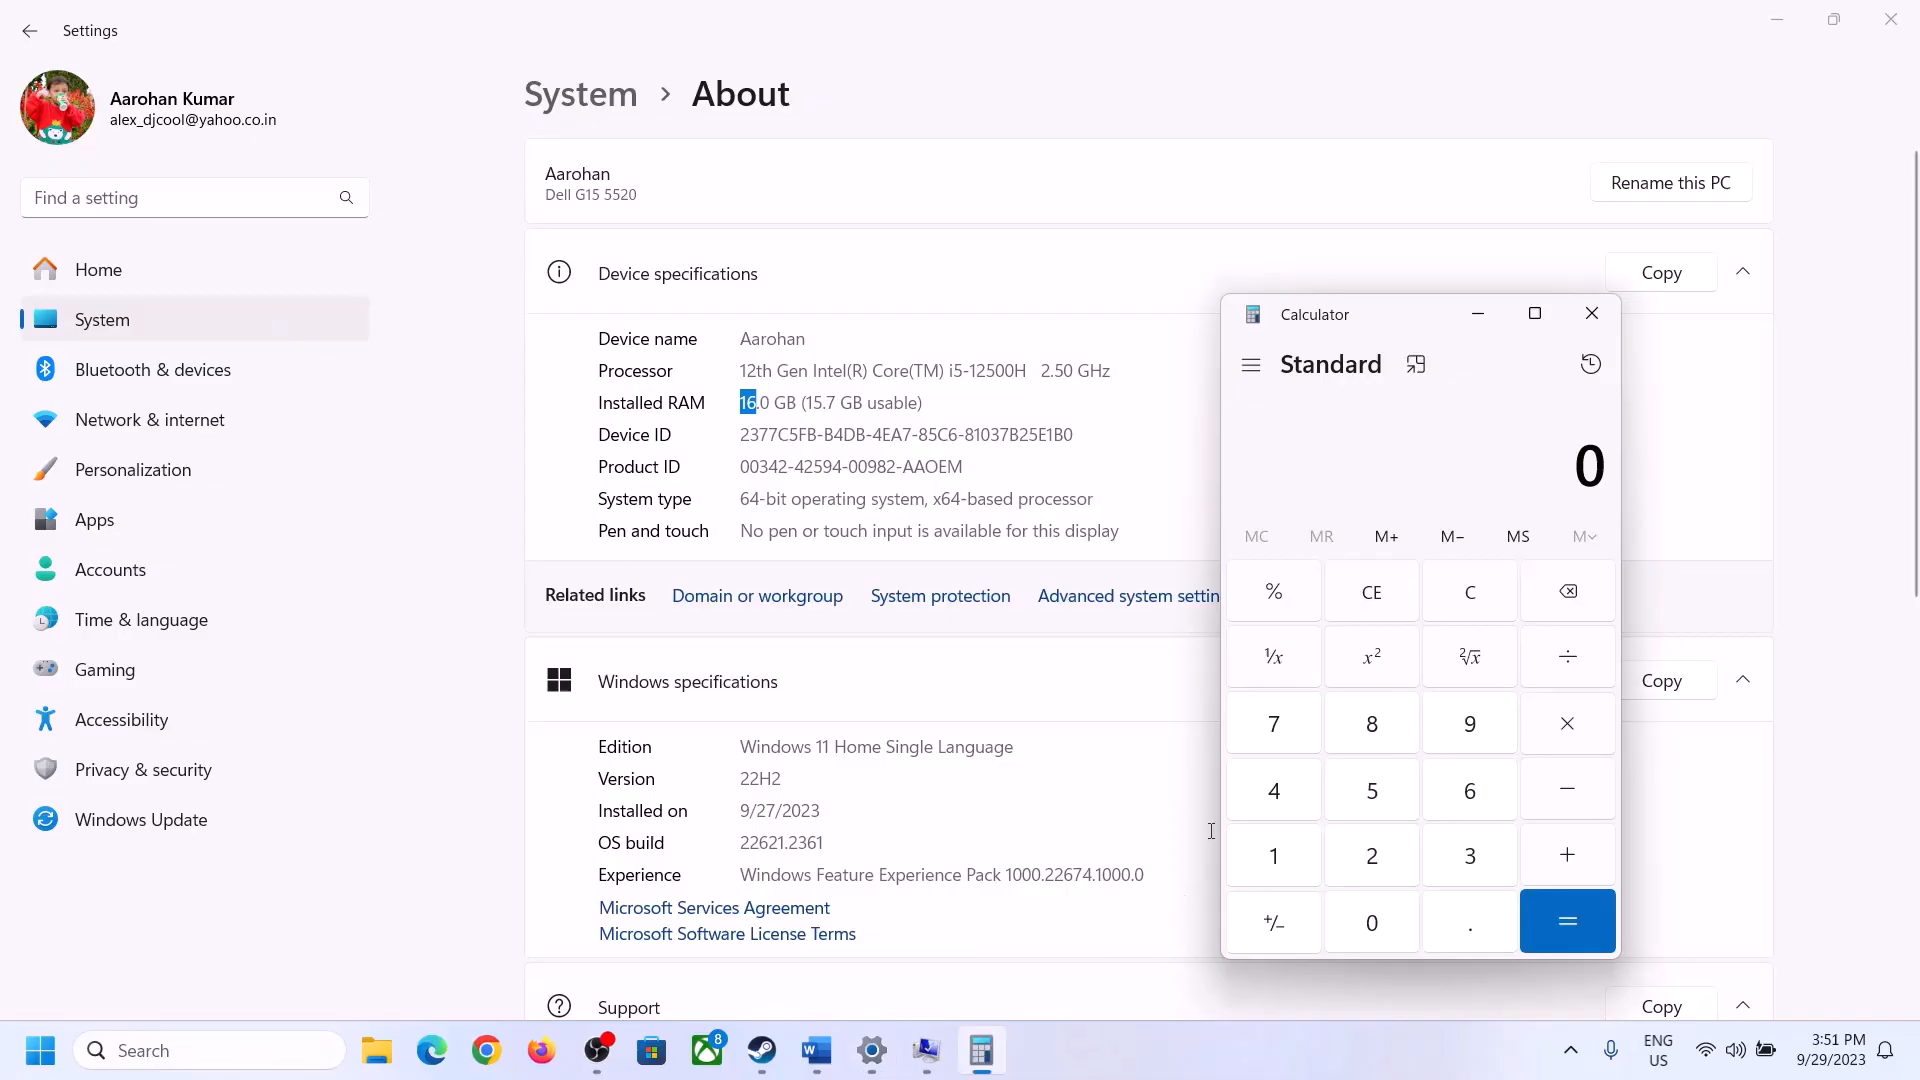 Settings
Aarohan Kumar
alex_djcool@yahoo.co.in
Find a setting
Home
System
Bluetooth & devices
Network & internet
Personalization
Apps
Accounts
Time & language
Gaming
Accessibility
Privacy & security
Windows Update
System > About
Aarohan
Dell G15 5520
Rename this PC
Device specifications
Copy
Device name Aarohan
Processor 12th Gen Intel(R) Core(TM) i5-12500H 2.50 GHz
Installed RAM 16.0 GB (15.7 GB usable)
Device ID 2377C5FB-B4DB-4EA7-85C6-81037B25E1B0
Product ID 00342-42594-00982-AAOEM
System type 64-bit operating system, x64-based processor
Pen and touch No pen or touch input is available for this display
Related links Domain or workgroup System protection Advanced system settin
Windows specifications
Copy
Edition Windows 11 Home Single Language
Version 22H2
Installed on 9/27/2023
OS build 22621.2361
Experience Windows Feature Experience Pack 1000.22674.1000.0
Microsoft Services Agreement
Microsoft Software License Terms
Support
Copy
Calculator
Standard
0
MC MR M+ M− MS M
% CE C
¹/x x² ²√x ÷
7 8 9 ×
4 5 6 −
1 2 3 +
+/− 0 . =
Search
8
ENG
US
3:51 PM
9/29/2023